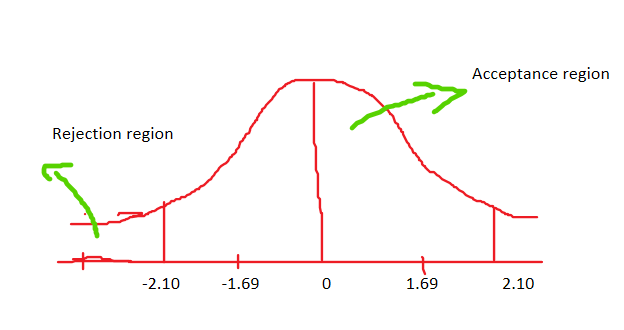 Acceptance region
Rejection region
-2.10 -1.69 0 1.69 2.10